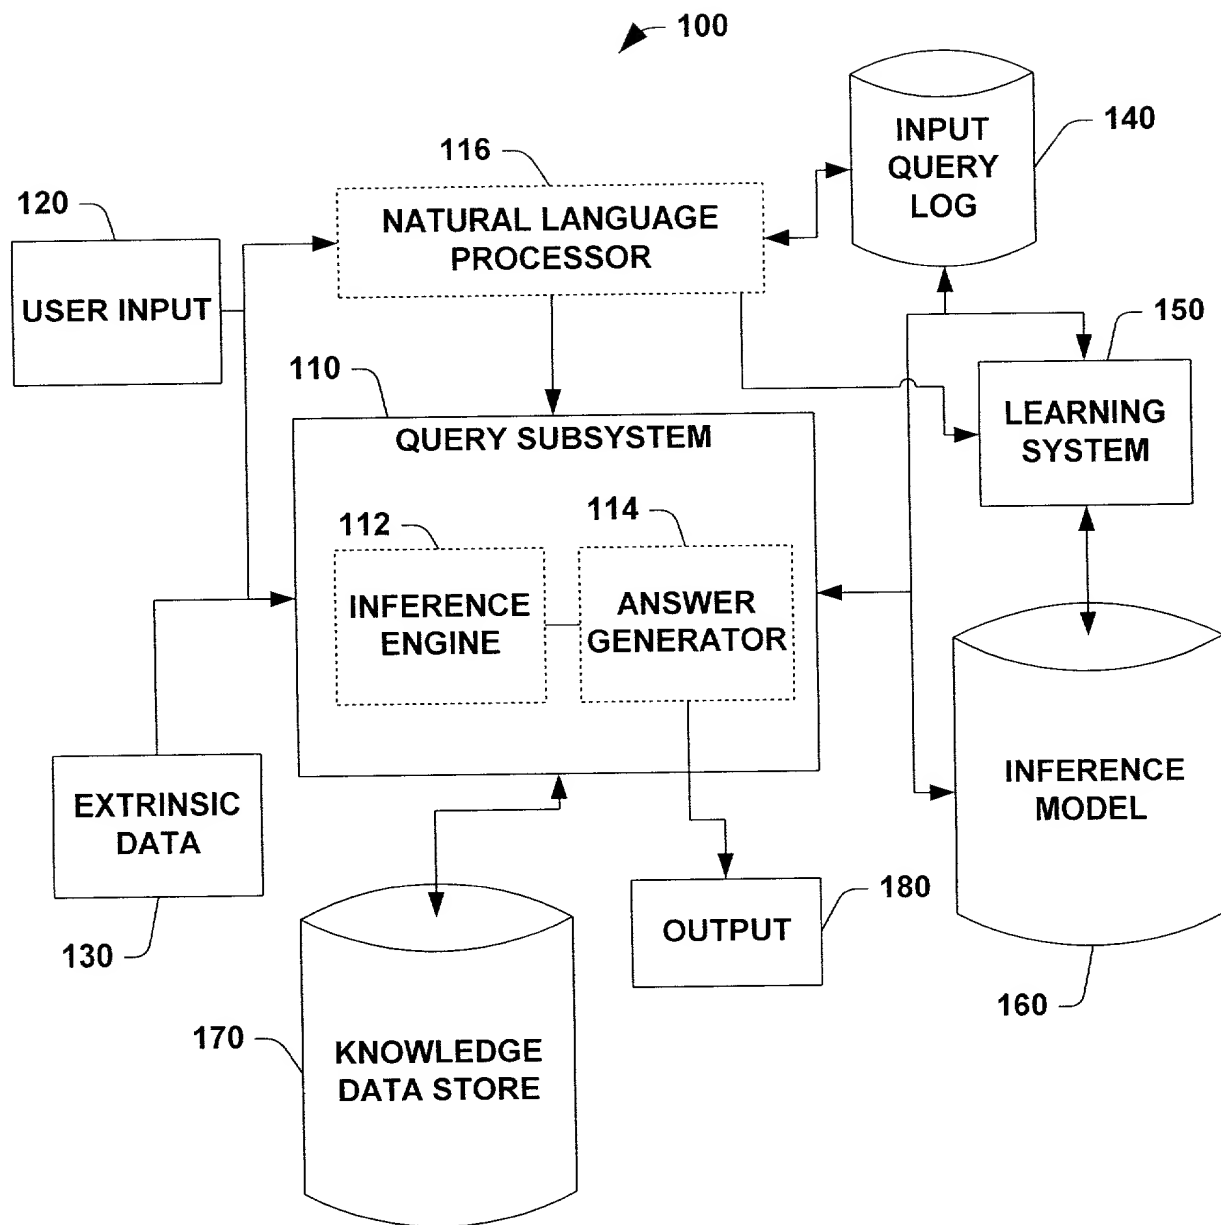 100
INPUT
QUERY
LOG
140
116
NATURAL LANGUAGE
PROCESSOR
120
USER INPUT
150
LEARNING
SYSTEM
110
QUERY SUBSYSTEM
112
INFERENCE
ENGINE
114
ANSWER
GENERATOR
EXTRINSIC
DATA
130
INFERENCE
MODEL
160
OUTPUT
180
170
KNOWLEDGE
DATA STORE